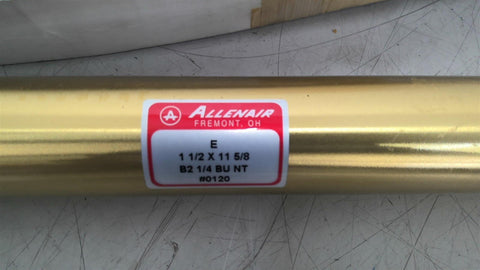 A ALLENAIR
FREMONT, OH
E
1 1/2 X 11 5/8
B2 1/4 BU NT
#0120